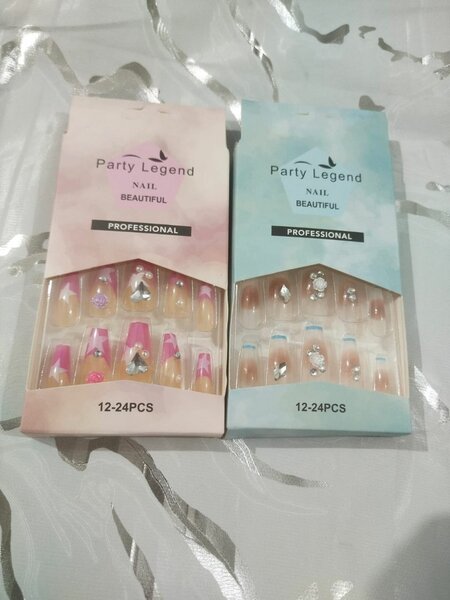 Party Legend
NAIL
BEAUTIFUL
PROFESSIONAL
12-24PCS
Party Legend
NAIL
BEAUTIFUL
PROFESSIONAL
12-24PCS